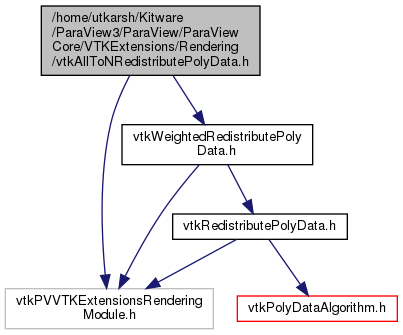 /home/utkarsh/Kitware
/ParaView3/ParaView/ParaView
Core/VTKExtensions/Rendering
/vtkAllToNRedistributePolyData.h
vtkWeightedRedistributePoly
Data.h
vtkRedistributePolyData.h
vtkPVVTKExtensionsRendering
Module.h
vtkPolyDataAlgorithm.h